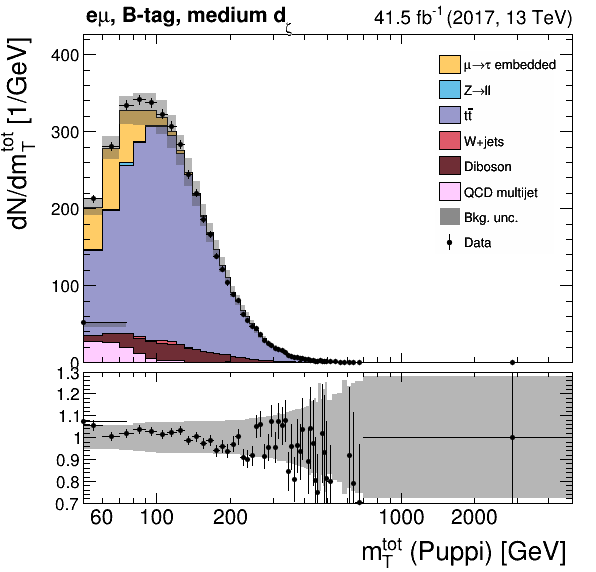 eμ, B-tag, medium dζ
41.5 fb⁻¹ (2017, 13 TeV)
dN/dm_T^tot [1/GeV]
400
300
200
100
0
μ→τ embedded
Z→ll
tt̄
W+jets
Diboson
QCD multijet
Bkg. unc.
Data
1.3
1.2
1.1
1
0.9
0.8
0.7
60 100 1000 2000
m_T^tot (Puppi) [GeV]